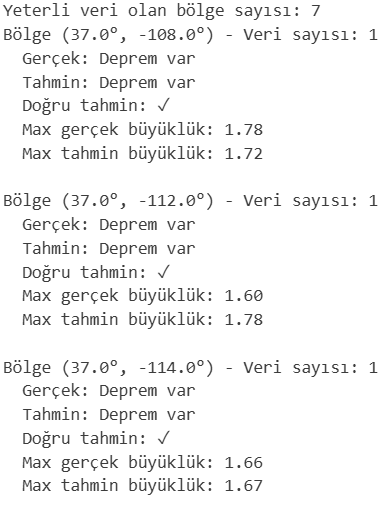 Yeterli veri olan bölge sayısı: 7
Bölge (37.0°, -108.0°) - Veri sayısı: 1
Gerçek: Deprem var
Tahmin: Deprem var
Doğru tahmin: ✓
Max gerçek büyüklük: 1.78
Max tahmin büyüklük: 1.72
Bölge (37.0°, -112.0°) - Veri sayısı: 1
Gerçek: Deprem var
Tahmin: Deprem var
Doğru tahmin: ✓
Max gerçek büyüklük: 1.60
Max tahmin büyüklük: 1.78
Bölge (37.0°, -114.0°) - Veri sayısı: 1
Gerçek: Deprem var
Tahmin: Deprem var
Doğru tahmin: ✓
Max gerçek büyüklük: 1.66
Max tahmin büyüklük: 1.67